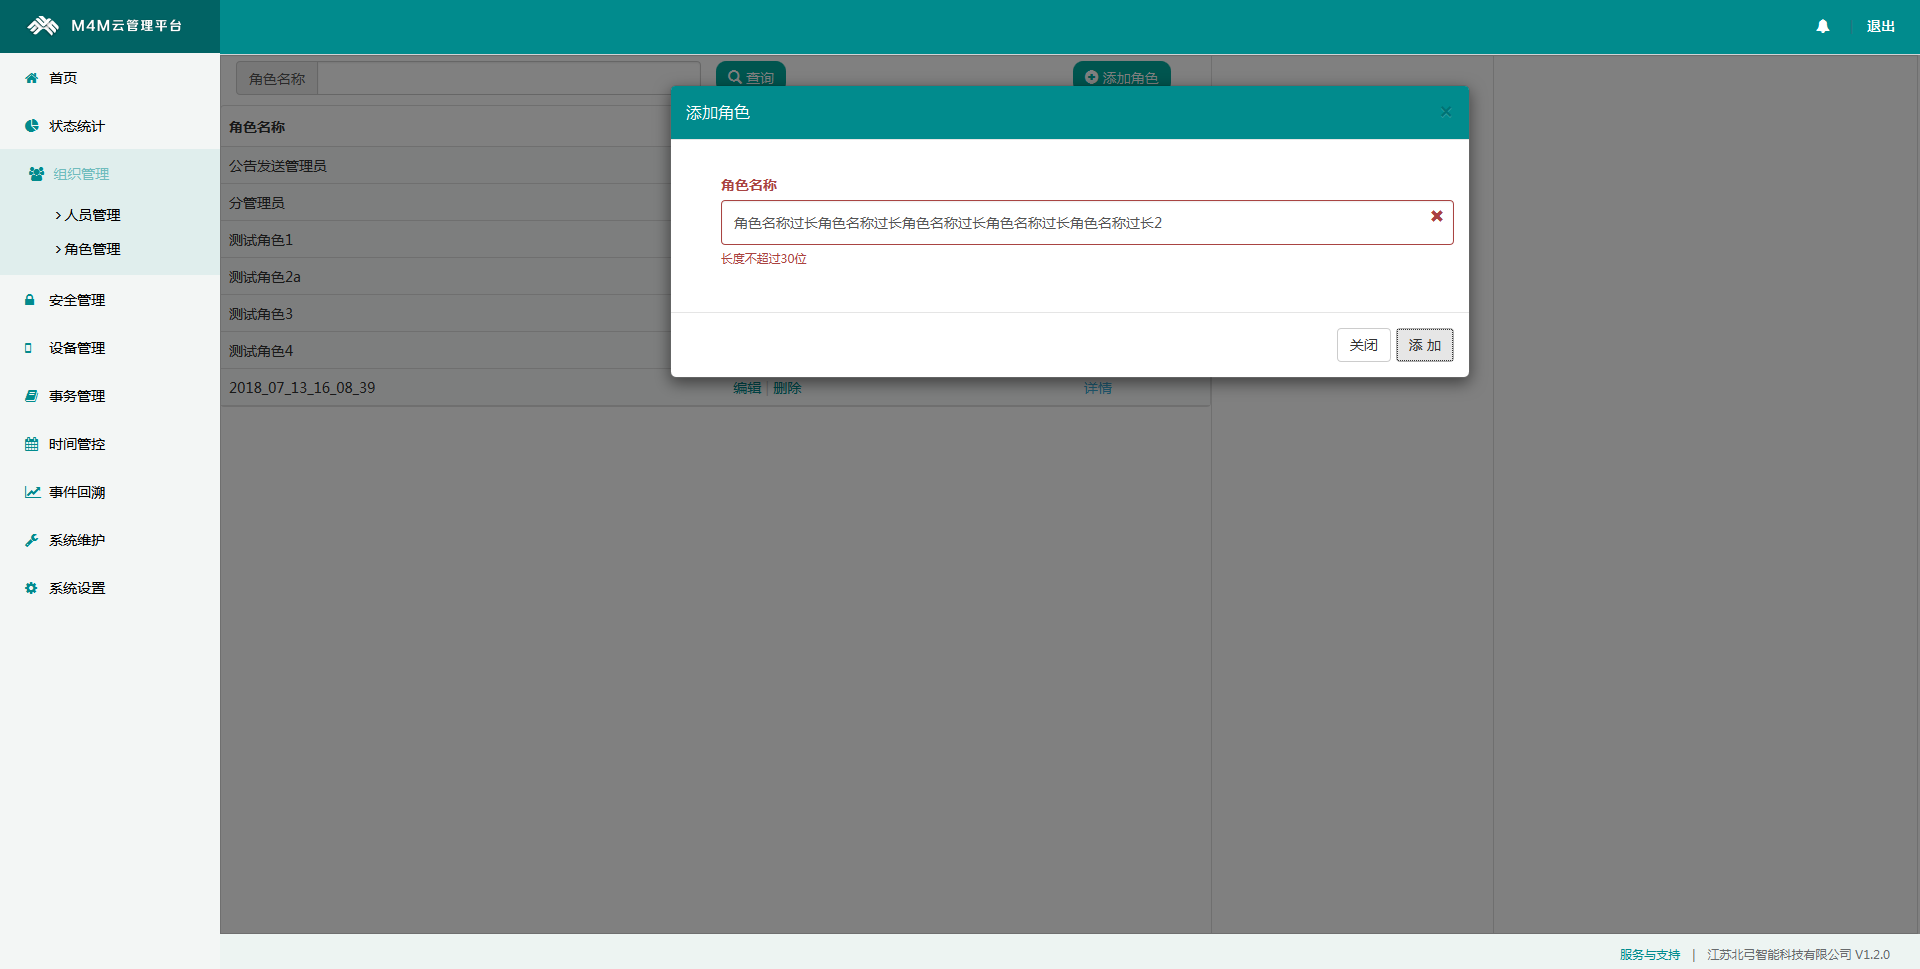 M4M云管理平台
退出
首页
状态统计
组织管理
人员管理
角色管理
安全管理
设备管理
事务管理
时间管控
事件回溯
系统维护
系统设置
角色名称
查询
添加角色
角色名称
公告发送管理员
分管理员
测试角色1
测试角色2a
测试角色3
测试角色4
2018_07_13_16_08_39
编辑 | 删除
详情
添加角色
×
角色名称
角色名称过长角色名称过长角色名称过长角色名称过长角色名称过长2
长度不超过30位
关闭
添 加
服务与支持 | 江苏北弓智能科技有限公司 V1.2.0